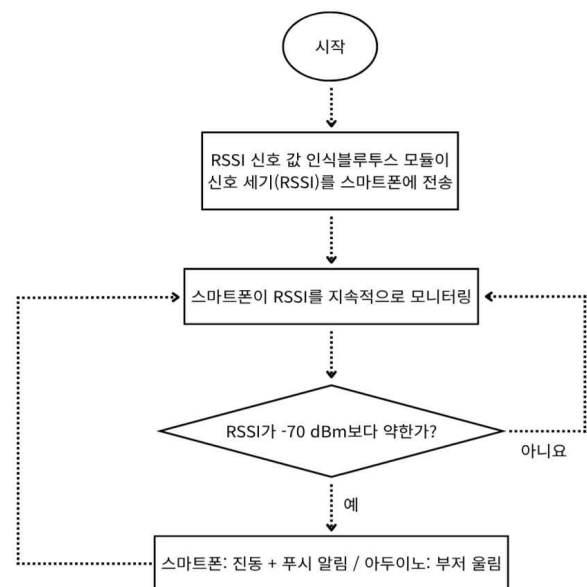 시작
RSSI 신호 값 인식블루투스 모듈이
신호 세기(RSSI)를 스마트폰에 전송
스마트폰이 RSSI를 지속적으로 모니터링
RSSI가 -70 dBm보다 약한가?
아니요
예
스마트폰: 진동 + 푸시 알림 / 아두이노: 부저 울림